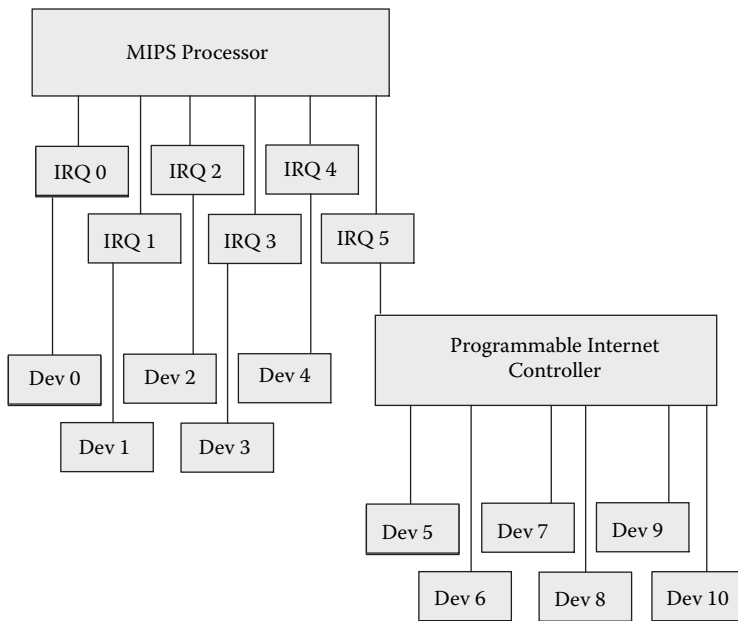 MIPS Processor
IRQ 0
IRQ 2
IRQ 4
IRQ 1
IRQ 3
IRQ 5
Programmable Internet
Controller
Dev 0
Dev 2
Dev 4
Dev 1
Dev 3
Dev 5
Dev 7
Dev 9
Dev 6
Dev 8
Dev 10